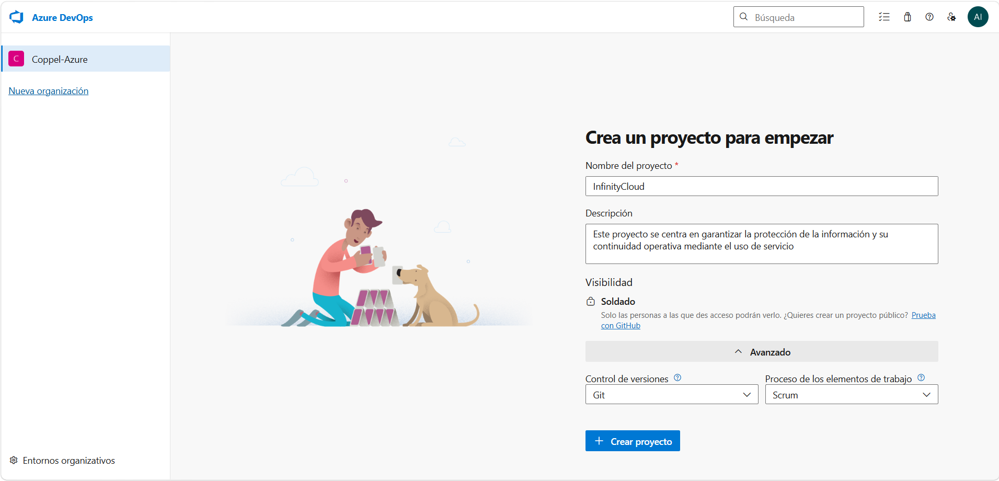 Azure DevOps
Búsqueda
AI
C
Coppel-Azure
Nueva organización
Crea un proyecto para empezar
Nombre del proyecto *
InfinityCloud
Descripción
Este proyecto se centra en garantizar la protección de la información y su
continuidad operativa mediante el uso de servicio
Visibilidad
Soldado
Solo las personas a las que des acceso podrán verlo. ¿Quieres crear un proyecto público? Prueba
con GitHub
Avanzado
Control de versiones
Proceso de los elementos de trabajo
Git
Scrum
Crear proyecto
Entornos organizativos